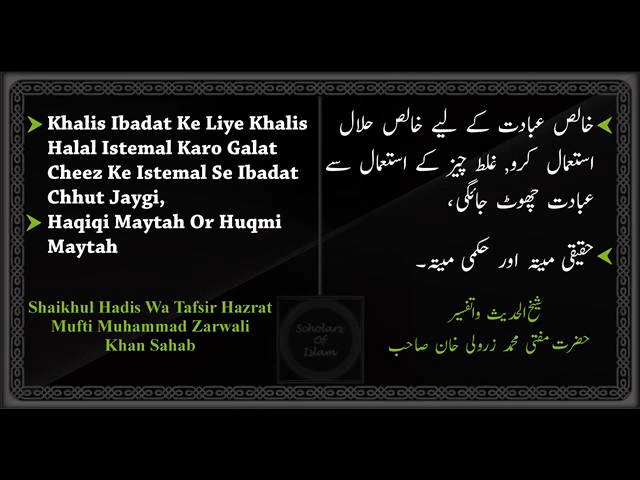 Khalis Ibadat Ke Liye Khalis
Halal Istemal Karo Galat
Cheez Ke Istemal Se Ibadat
Chhut Jaygi,
Haqiqi Maytah Or Huqmi
Maytah
Shaikhul Hadis Wa Tafsir Hazrat
Mufti Muhammad Zarwali
Khan Sahab
خالص عبادت کے لیے خالص حلال
استعمال کرو, غلط چیز کے استعمال سے
عبادت چھوٹ جائگی،
حقیقی میتہ اور حکمی میتہ۔
شیخ الحدیث وتفسیر
حضرت مفتی محمد زرولی خان صاحب
Scholars
Of
Islam